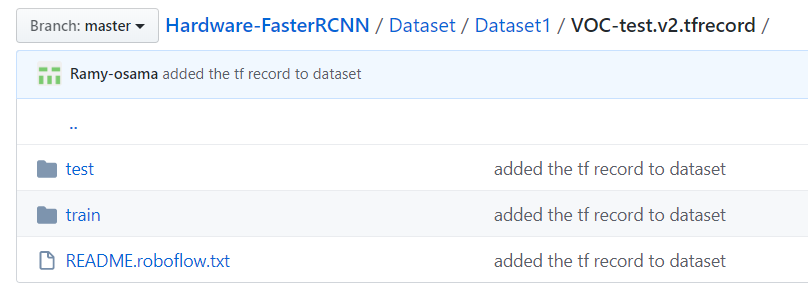 Branch: master Hardware-FasterRCNN / Dataset / Dataset1 / VOC-test.v2.tfrecord /
Ramy-osama added the tf record to dataset
..
test added the tf record to dataset
train added the tf record to dataset
README.roboflow.txt added the tf record to dataset